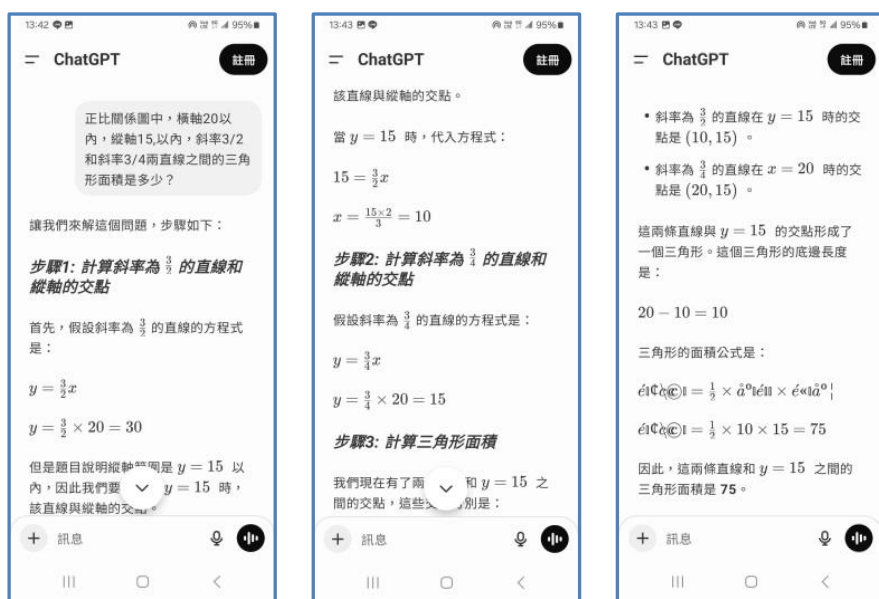 13:42
95%
ChatGPT
註冊
正比關係圖中，橫軸20以
內，縱軸15,以內，斜率3/2
和斜率3/4兩直線之間的三角
形面積是多少？
讓我們來解這個問題，步驟如下：
步驟1: 計算斜率為 3/2 的直線和
縱軸的交點
首先，假設斜率為 3/2 的直線的方程式
是：
y = 3/2 x
y = 3/2 × 20 = 30
但是題目說明縱軸範圍是 y = 15 以
內，因此我們要 y = 15 時，
該直線與縱軸的交點。
訊息
13:43
95%
ChatGPT
註冊
該直線與縱軸的交點。
當 y = 15 時，代入方程式：
15 = 3/2 x
x = 15×2/3 = 10
步驟2: 計算斜率為 3/4 的直線和
縱軸的交點
假設斜率為 3/4 的直線的方程式是：
y = 3/4 x
y = 3/4 × 20 = 15
步驟3: 計算三角形面積
我們現在有了兩 和 y = 15 之
間的交點，這些交 別是：
訊息
13:43
95%
ChatGPT
註冊
• 斜率為 3/2 的直線在 y = 15 時的交
點是 (10, 15) 。
• 斜率為 3/4 的直線在 x = 20 時的交
點是 (20, 15) 。
這兩條直線與 y = 15 的交點形成了
一個三角形。這個三角形的底邊長度
是：
20 − 10 = 10
三角形的面積公式是：
= 1/2 × ×
= 1/2 × 10 × 15 = 75
因此，這兩條直線和 y = 15 之間的
三角形面積是 75。
訊息